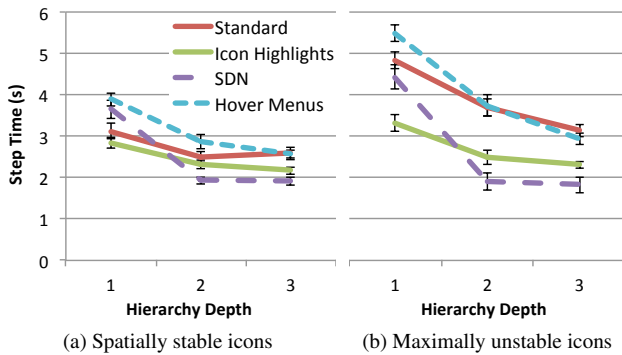 6
5
4
3
2
1
0
Step Time (s)
Standard
Icon Highlights
SDN
Hover Menus
1 2 3
Hierarchy Depth
1 2 3
Hierarchy Depth
(a) Spatially stable icons
(b) Maximally unstable icons